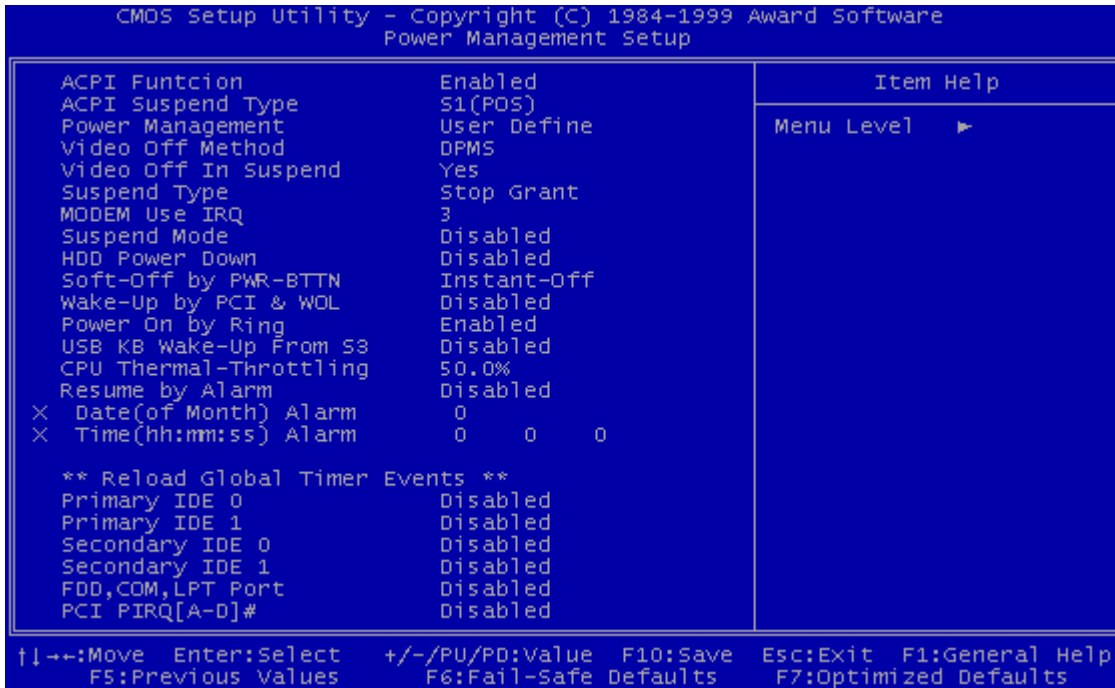 CMOS Setup Utility – Copyright (C) 1984–1999 Award Software
Power Management Setup
ACPI Funtcion Enabled
ACPI Suspend Type S1(POS)
Power Management User Define
Video Off Method DPMS
Video Off In Suspend Yes
Suspend Type Stop Grant
MODEM Use IRQ 3
Suspend Mode Disabled
HDD Power Down Disabled
Soft-Off by PWR-BTTN Instant-Off
Wake-Up by PCI & WOL Disabled
Power On by Ring Enabled
USB KB Wake-Up From S3 Disabled
CPU Thermal-Throttling 50.0%
Resume by Alarm Disabled
X Date(of Month) Alarm 0
X Time(hh:mm:ss) Alarm 0 0 0
** Reload Global Timer Events **
Primary IDE 0 Disabled
Primary IDE 1 Disabled
Secondary IDE 0 Disabled
Secondary IDE 1 Disabled
FDD,COM,LPT Port Disabled
PCI PIRQ[A-D]# Disabled
Item Help
Menu Level ►
↑↓→←:Move Enter:Select +/-/PU/PD:Value F10:Save Esc:Exit F1:General Help
F5:Previous Values F6:Fail-Safe Defaults F7:Optimized Defaults